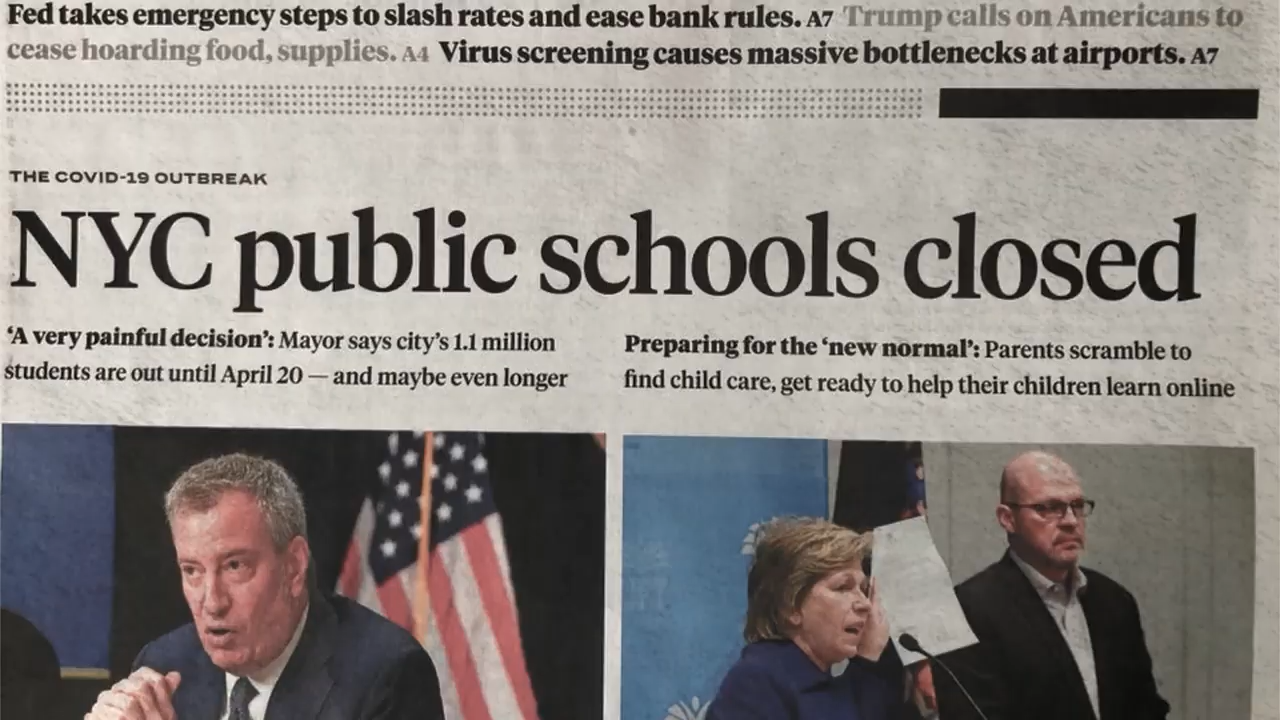 Fed takes emergency steps to slash rates and ease bank rules. A7 Trump calls on Americans to
cease hoarding food, supplies. A4 Virus screening causes massive bottlenecks at airports. A7
THE COVID-19 OUTBREAK
NYC public schools closed
‘A very painful decision’: Mayor says city’s 1.1 million
students are out until April 20 — and maybe even longer
Preparing for the ‘new normal’: Parents scramble to
find child care, get ready to help their children learn online